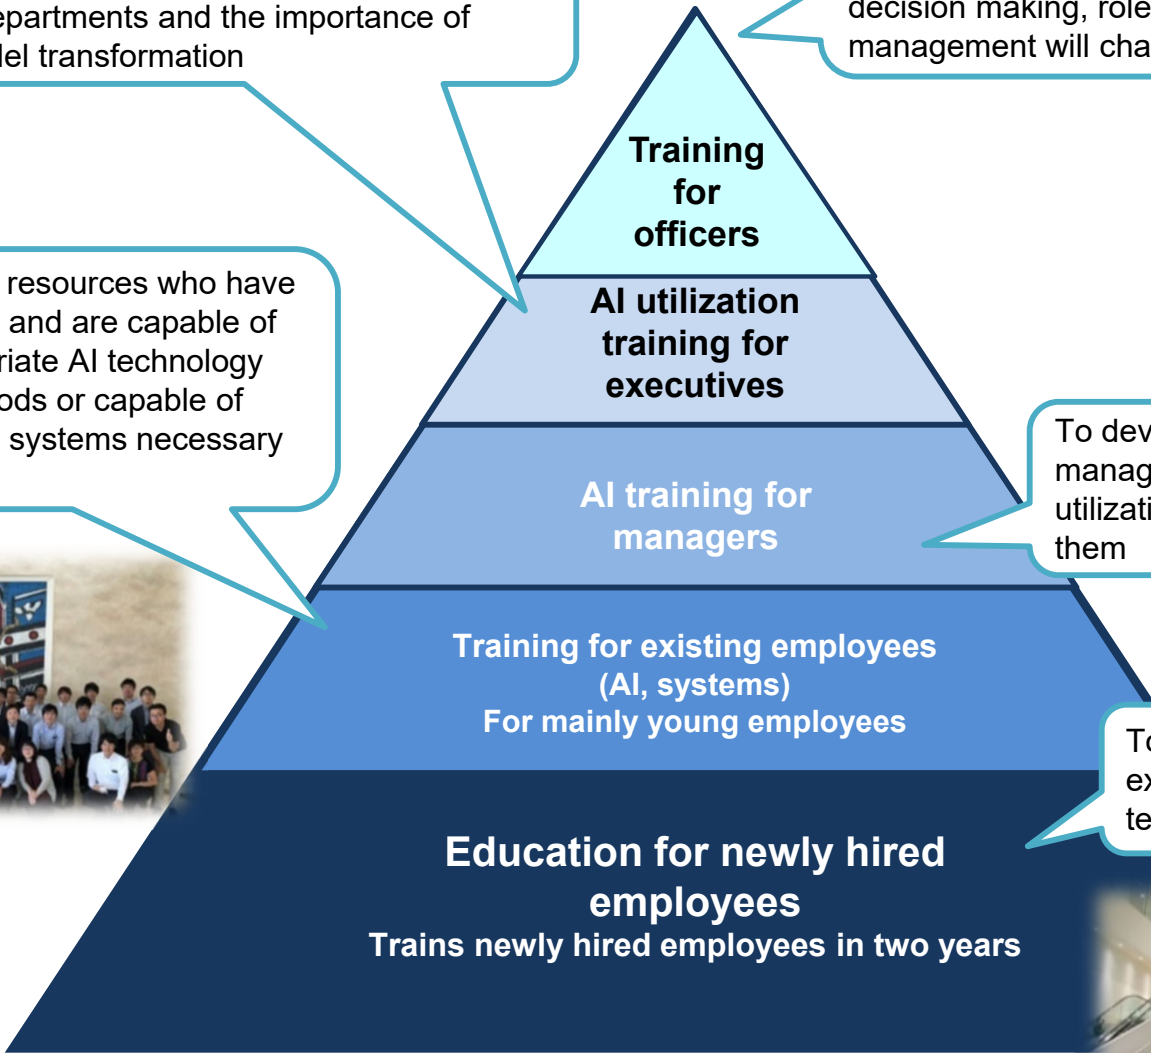 epartments and the importance of
del transformation
decision making, role
management will cha
Training
for
officers
resources who have
and are capable of
riate AI technology
ods or capable of
systems necessary
AI utilization
training for
executives
To dev
manag
utilizati
them
AI training for
managers
Training for existing employees
(AI, systems)
For mainly young employees
To
ex
te
Education for newly hired
employees
Trains newly hired employees in two years